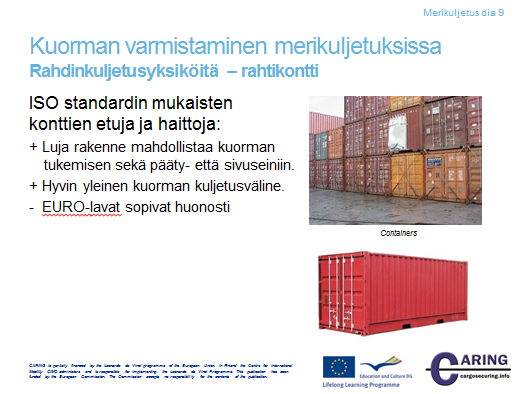 Merikuljetus dia 9
Kuorman varmistaminen merikuljetuksissa
Rahdinkuljetusyksiköitä – rahtikontti
ISO standardin mukaisten
konttien etuja ja haittoja:
+ Luja rakenne mahdollistaa kuorman
tukemisen sekä pääty- että sivuseiniin.
+ Hyvin yleinen kuorman kuljetusväline.
- EURO-lavat sopivat huonosti
Containers
CARING is partially financed by the Leonardo da Vinci programme of the European Union. In Finland the Centre for International
Mobility CIMO administers and is responsible for implementing the Leonardo da Vinci Programme. This publication has been
funded by the European Commission. The Commission accepts no responsibility for the contents of the publication.
Education and Culture DG
Lifelong Learning Programme
CARING
cargosecuring.info